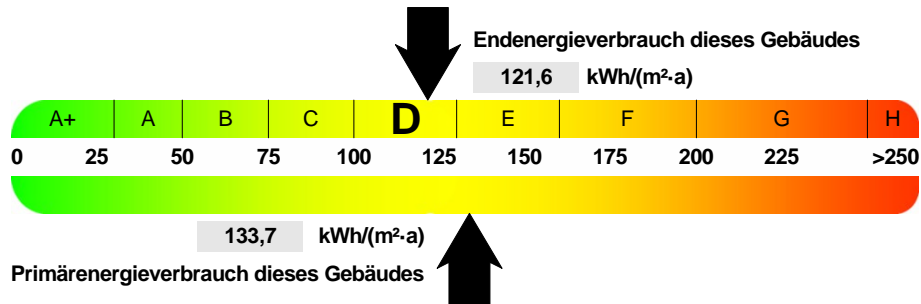 Endenergieverbrauch dieses Gebäudes
121,6 kWh/(m²·a)
A+ A B C D E F G H
0 25 50 75 100 125 150 175 200 225 >250
133,7 kWh/(m²·a)
Primärenergieverbrauch dieses Gebäudes